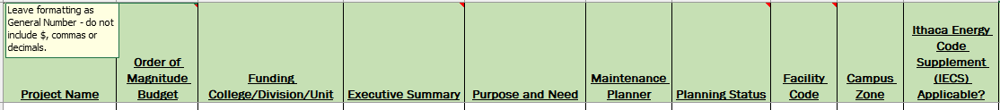 Leave formatting as
General Number - do not
include $, commas or
decimals.
Project Name
Order of
Magnitude
Budget
Funding
College/Division/Unit
Executive Summary
Purpose and Need
Maintenance
Planner
Planning Status
Facility
Code
Campus
Zone
Ithaca Energy
Code
Supplement
(IECS)
Applicable?